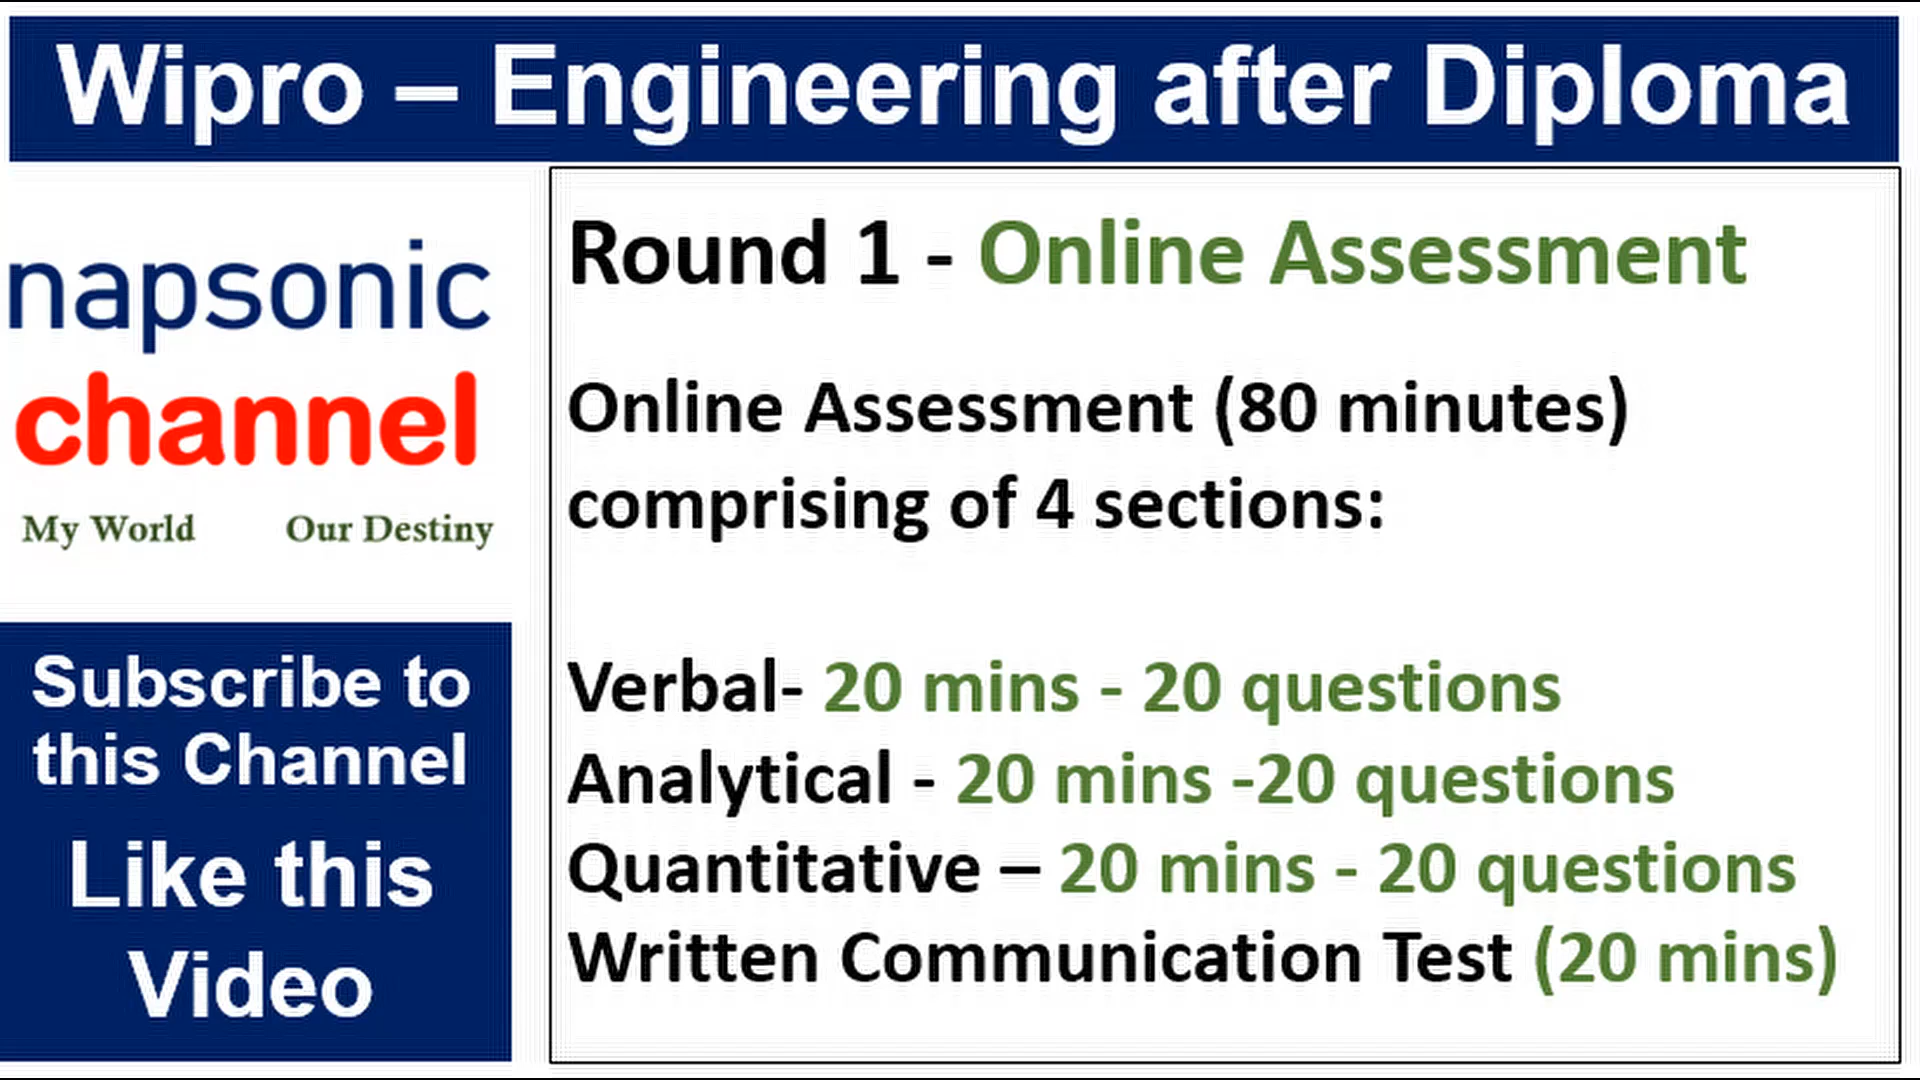 Wipro – Engineering after Diploma
napsonic
channel
My World Our Destiny
Subscribe to
this Channel
Like this
Video
Round 1 - Online Assessment
Online Assessment (80 minutes)
comprising of 4 sections:
Verbal- 20 mins - 20 questions
Analytical - 20 mins -20 questions
Quantitative – 20 mins - 20 questions
Written Communication Test (20 mins)